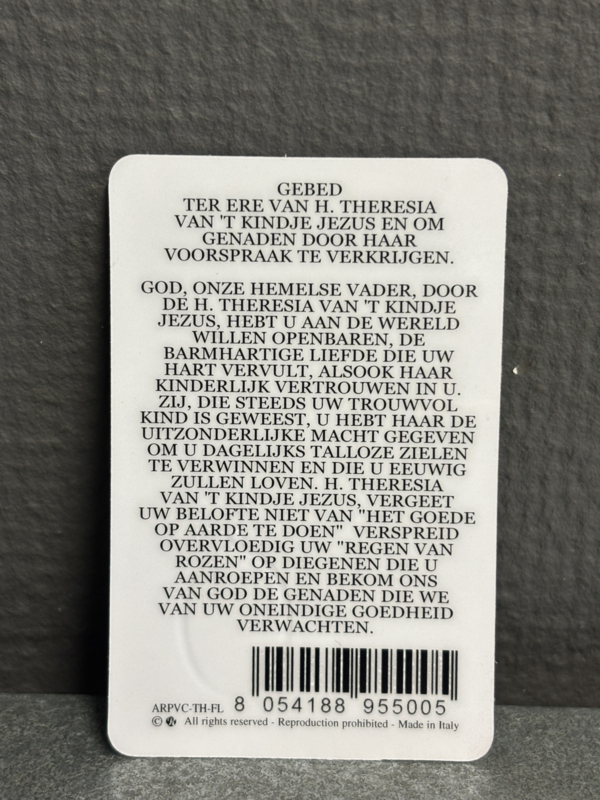 GEBED
TER ERE VAN H. THERESIA
VAN 'T KINDJE JEZUS EN OM
GENADEN DOOR HAAR
VOORSPRAAK TE VERKRIJGEN.
GOD, ONZE HEMELSE VADER, DOOR
DE H. THERESIA VAN 'T KINDJE
JEZUS, HEBT U AAN DE WERELD
WILLEN OPENBAREN, DE
BARMHARTIGE LIEFDE DIE UW
HART VERVULT, ALSOOK HAAR
KINDERLIJK VERTROUWEN IN U.
ZIJ, DIE STEEDS UW TROUWVOL
KIND IS GEWEEST, U HEBT HAAR DE
UITZONDERLIJKE MACHT GEGEVEN
OM U DAGELIJKS TALLOZE ZIELEN
TE VERWINNEN EN DIE U EEUWIG
ZULLEN LOVEN. H. THERESIA
VAN 'T KINDJE JEZUS, VERGEET
UW BELOFTE NIET VAN "HET GOEDE
OP AARDE TE DOEN" VERSPREID
OVERVLOEDIG UW "REGEN VAN
ROZEN" OP DIEGENEN DIE U
AANROEPEN EN BEKOM ONS
VAN GOD DE GENADEN DIE WE
VAN UW ONEINDIGE GOEDHEID
VERWACHTEN.
ARPVC-TH-FL 8 054188 955005
© All rights reserved - Reproduction prohibited - Made in Italy